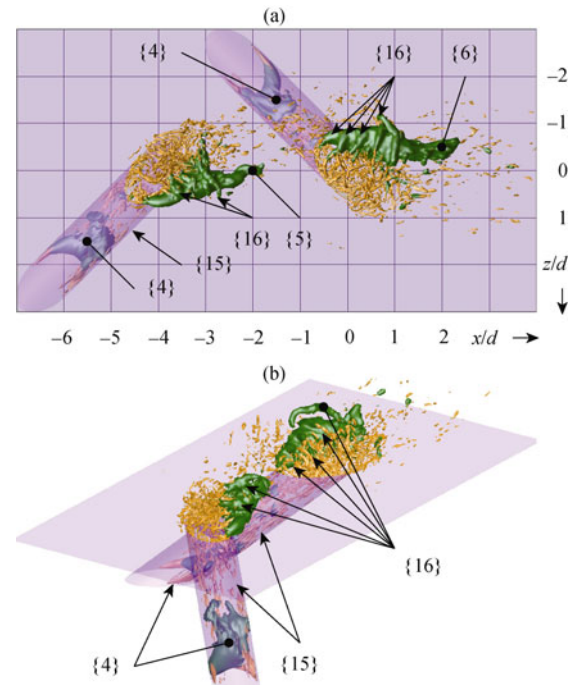 (a)
{4} {16} {6}
–2
–1
0
{16} {5}
{15}
1
{4}
z/d
–6 –5 –4 –3 –2 –1 0 1 2 x/d
(b)
{16}
{4} {15}